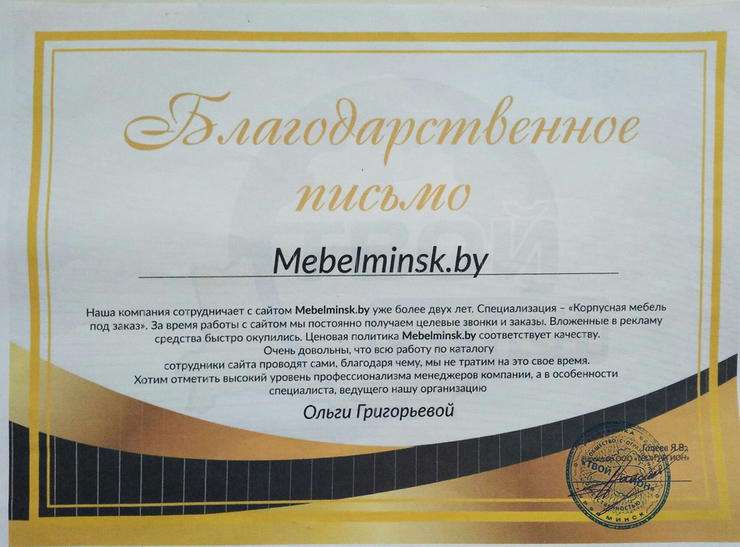 Благодарственное
письмо
Mebelminsk.by
Наша компания сотрудничает с сайтом Mebelminsk.by уже более двух лет. Специализация – «Корпусная мебель
под заказ». За время работы с сайтом мы постоянно получаем целевые звонки и заказы. Вложенные в рекламу
средства быстро окупились. Ценовая политика Mebelminsk.by соответствует качеству.
Очень довольны, что всю работу по каталогу
сотрудники сайта проводят сами, благодаря чему, мы не тратим на это свое время.
Хотим отметить высокий уровень профессионализма менеджеров компании, а в особенности
специалиста, ведущего нашу организацию
Ольги Григорьевой
Я.В.
ООО
ТВОЙ
МИНСК